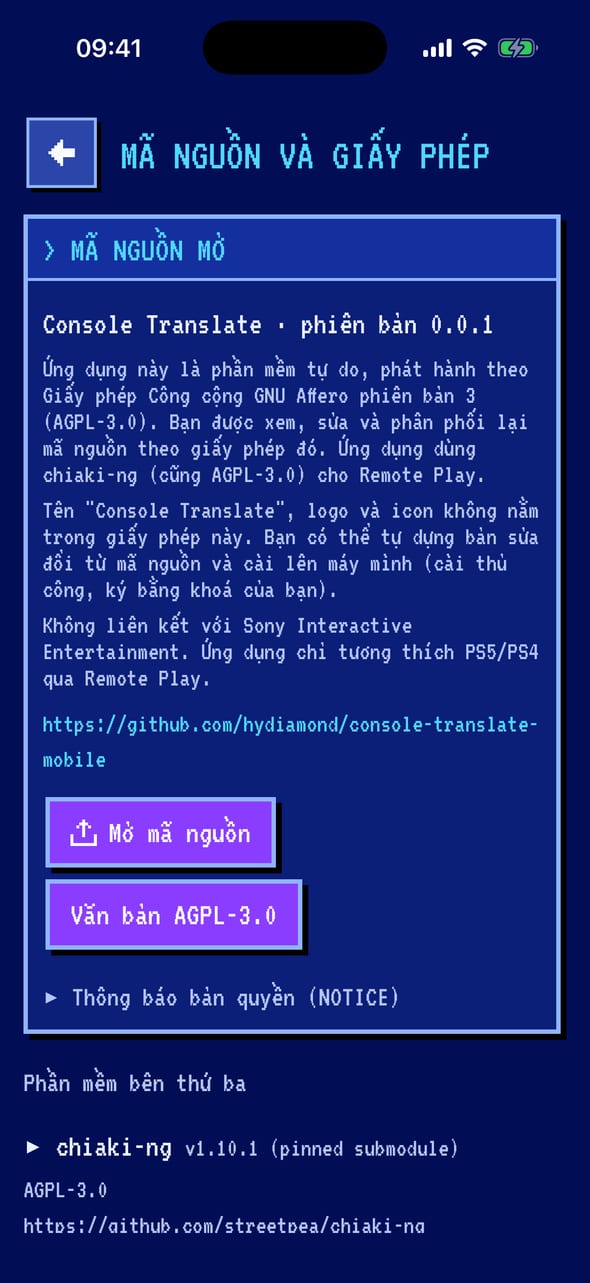 09:41
MÃ NGUỒN VÀ GIẤY PHÉP
> MÃ NGUỒN MỞ
Console Translate · phiên bản 0.0.1
Ứng dụng này là phần mềm tự do, phát hành theo
Giấy phép Công cộng GNU Affero phiên bản 3
(AGPL-3.0). Bạn được xem, sửa và phân phối lại
mã nguồn theo giấy phép đó. Ứng dụng dùng
chiaki-ng (cũng AGPL-3.0) cho Remote Play.
Tên "Console Translate", logo và icon không nằm
trong giấy phép này. Bạn có thể tự dựng bản sửa
đổi từ mã nguồn và cài lên máy mình (cài thủ
công, ký bằng khoá của bạn).
Không liên kết với Sony Interactive
Entertainment. Ứng dụng chỉ tương thích PS5/PS4
qua Remote Play.
https://github.com/hydiamond/console-translate-
mobile
Mở mã nguồn
Văn bản AGPL-3.0
▶ Thông báo bản quyền (NOTICE)
Phần mềm bên thứ ba
▶ chiaki-ng v1.10.1 (pinned submodule)
AGPL-3.0
https://github.com/streetpea/chiaki-ng